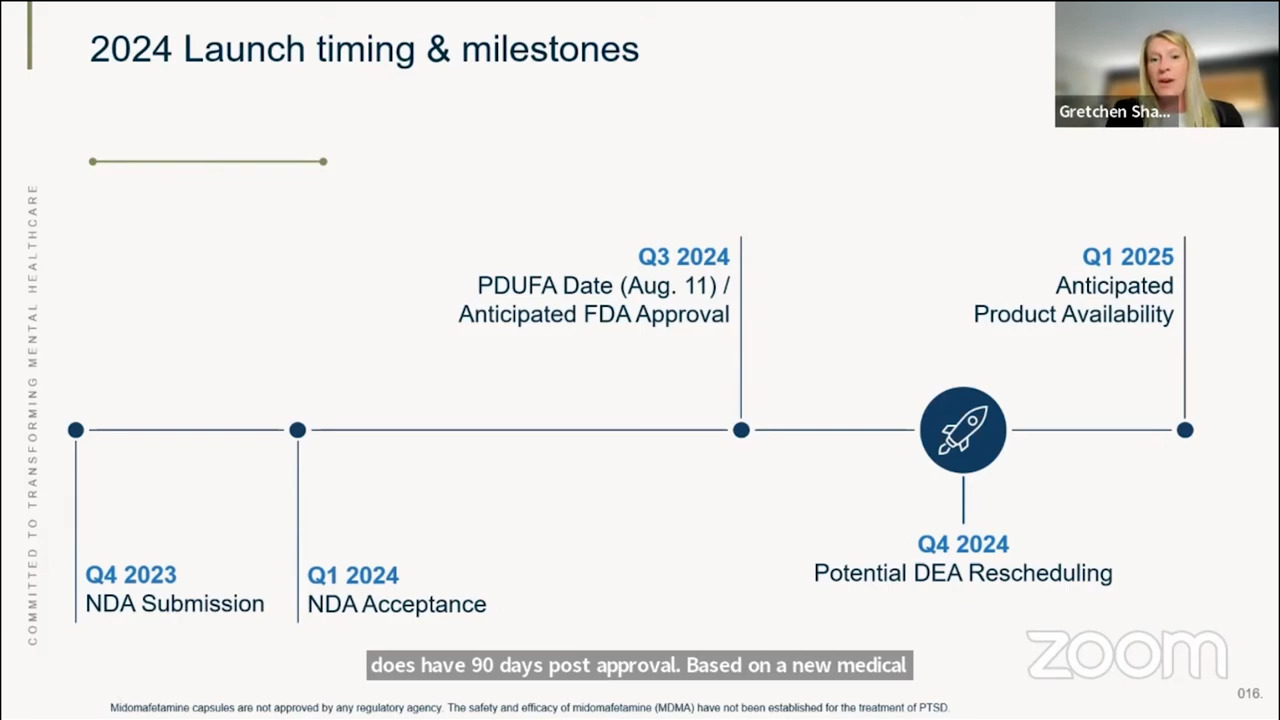 2024 Launch timing & milestones
Gretchen Sha...
COMMITTED TO TRANSFORMING MENTAL HEALTHCARE
Q3 2024
PDUFA Date (Aug. 11) /
Anticipated FDA Approval
Q1 2025
Anticipated
Product Availability
Q4 2024
Potential DEA Rescheduling
Q4 2023
NDA Submission
Q1 2024
NDA Acceptance
zoom
does have 90 days post approval. Based on a new medical
016.
Midomafetamine capsules are not approved by any regulatory agency. The safety and efficacy of midomafetamine (MDMA) have not been established for the treatment of PTSD.